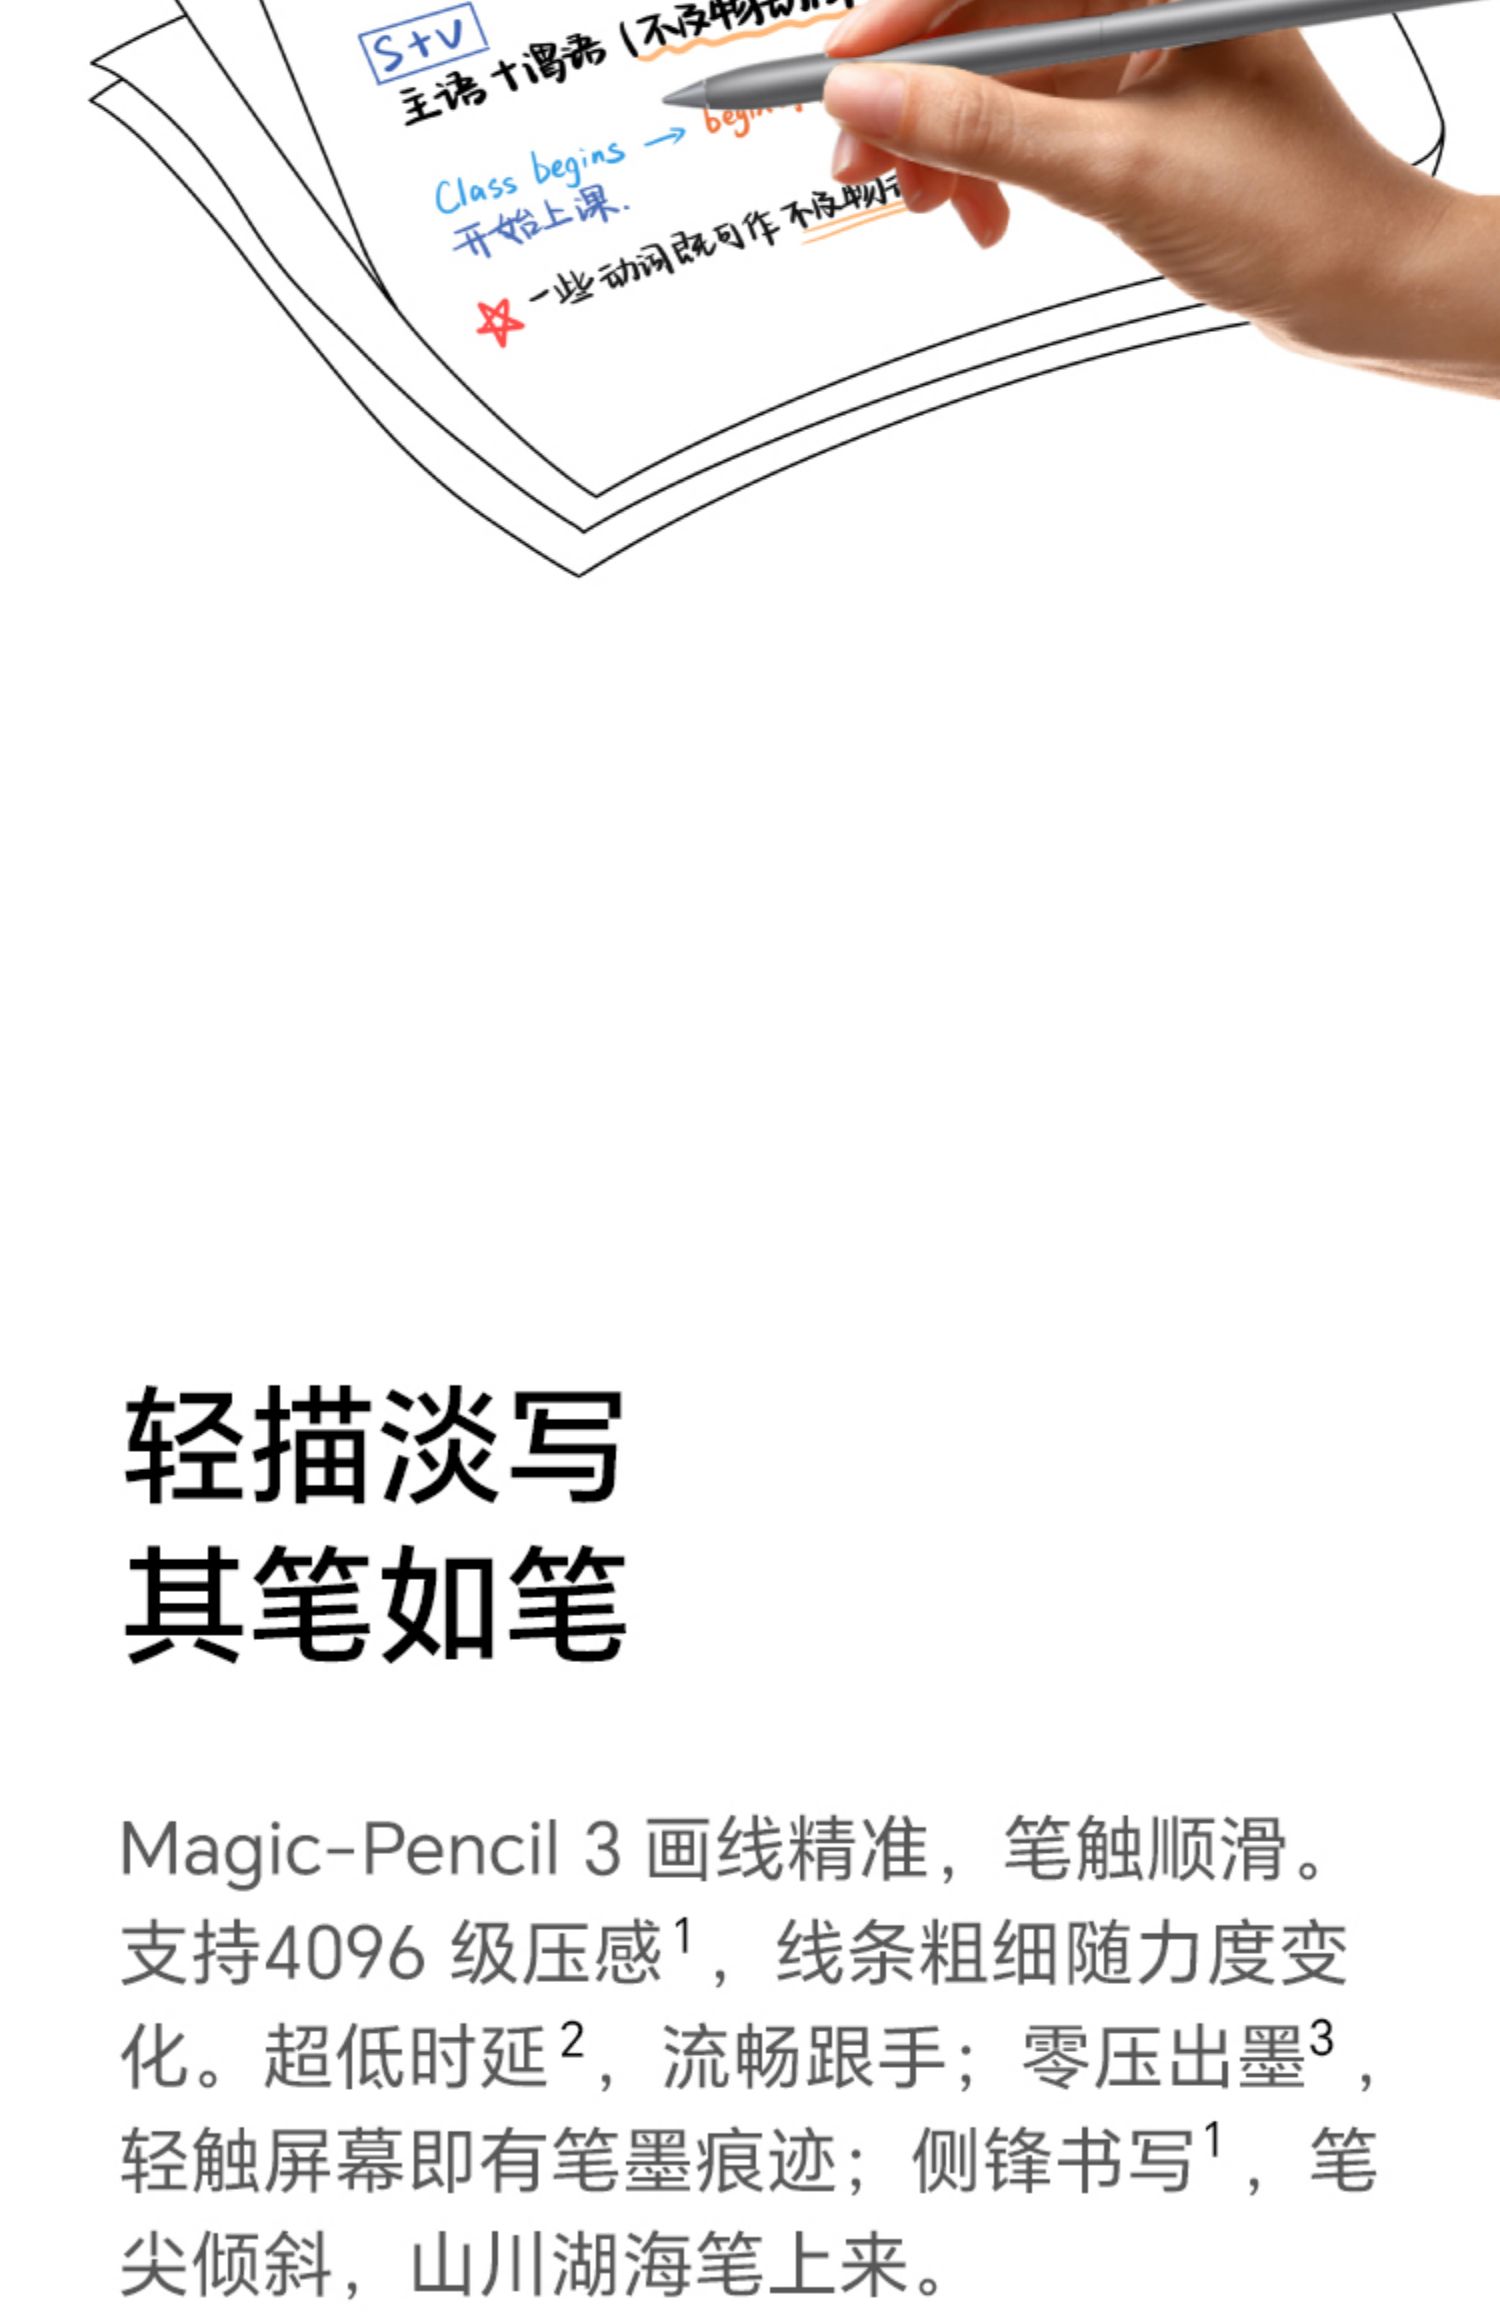 S+V
主语+谓语(不及物动
Class begins → begin
开始上课.
一些动词既可作不及物
轻描淡写
其笔如笔
Magic-Pencil 3 画线精准，笔触顺滑。
支持4096 级压感1，线条粗细随力度变
化。超低时延2，流畅跟手；零压出墨3，
轻触屏幕即有笔墨痕迹；侧锋书写1，笔
尖倾斜，山川湖海笔上来。